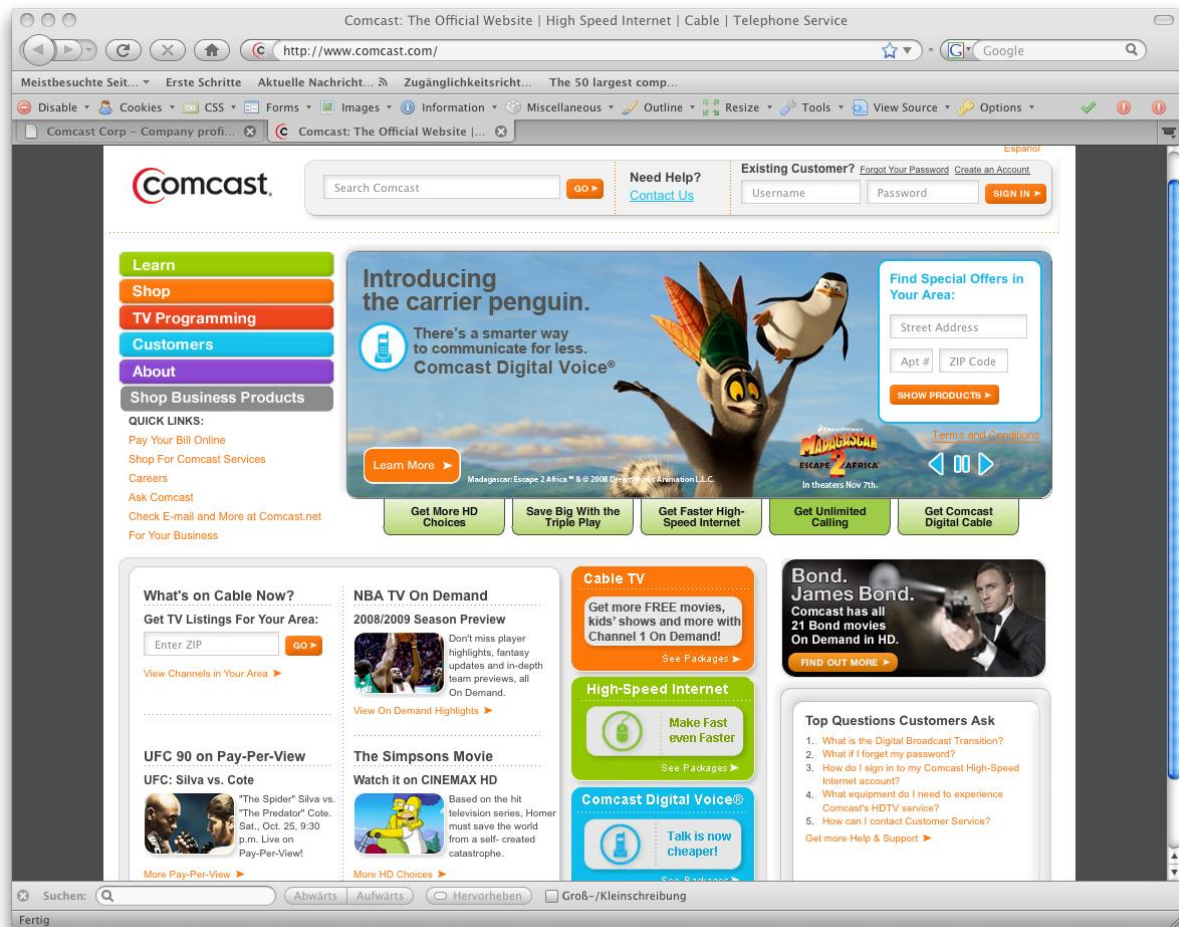 Comcast: The Official Website | High Speed Internet | Cable | Telephone Service
http://www.comcast.com/
Google
Meistbesuchte Seit... Erste Schritte Aktuelle Nachricht... Zugänglichkeitsricht... The 50 largest comp...
Disable Cookies CSS Forms Images Information Miscellaneous Outline Resize Tools View Source Options
Comcast Corp – Company profi... Comcast: The Official Website |...
Español
Comcast.
Search Comcast
GO
Need Help?
Contact Us
Existing Customer? Forgot Your Password Create an Account
Username
Password
SIGN IN
Learn
Shop
TV Programming
Customers
About
Shop Business Products
QUICK LINKS:
Pay Your Bill Online
Shop For Comcast Services
Careers
Ask Comcast
Check E-mail and More at Comcast.net
For Your Business
Introducing
the carrier penguin.
There's a smarter way
to communicate for less.
Comcast Digital Voice®
Learn More
Madagascar: Escape 2 Africa ™ & © 2008 DreamWorks Animation L.L.C.
MADAGASCAR
ESCAPE 2 AFRICA
In theaters Nov 7th.
Find Special Offers in
Your Area:
Street Address
Apt #
ZIP Code
SHOW PRODUCTS
Terms and Conditions
Get More HD
Choices
Save Big With the
Triple Play
Get Faster High-
Speed Internet
Get Unlimited
Calling
Get Comcast
Digital Cable
What's on Cable Now?
Get TV Listings For Your Area:
Enter ZIP
GO
View Channels in Your Area
NBA TV On Demand
2008/2009 Season Preview
Don't miss player
highlights, fantasy
updates and in-depth
team previews, all
On Demand.
View On Demand Highlights
UFC 90 on Pay-Per-View
UFC: Silva vs. Cote
"The Spider" Silva vs.
"The Predator" Cote.
Sat., Oct. 25, 9:30
p.m. Live on
Pay-Per-View!
More Pay-Per-View
The Simpsons Movie
Watch it on CINEMAX HD
Based on the hit
television series, Homer
must save the world
from a self- created
catastrophe.
More HD Choices
Cable TV
Get more FREE movies,
kids' shows and more with
Channel 1 On Demand!
See Packages
High-Speed Internet
Make Fast
even Faster
See Packages
Comcast Digital Voice®
Talk is now
cheaper!
See Packages
Bond.
James Bond.
Comcast has all
21 Bond movies
On Demand in HD.
FIND OUT MORE
Top Questions Customers Ask
1. What is the Digital Broadcast Transition?
2. What if I forget my password?
3. How do I sign in to my Comcast High-Speed
Internet account?
4. What equipment do I need to experience
Comcast's HDTV service?
5. How can I contact Customer Service?
Get more Help & Support
Suchen: Abwärts Aufwärts Hervorheben Groß-/Kleinschreibung
Fertig